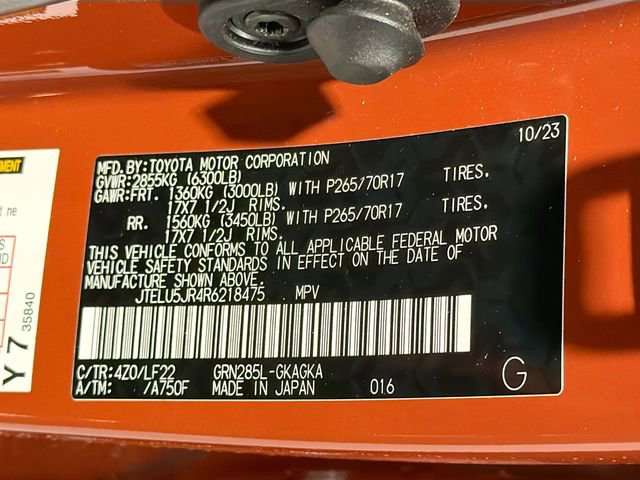 10/23
MFD.BY:TOYOTA MOTOR CORPORATION
GVWR:2855KG (6300LB)
GAWR:FRT. 1360KG (3000LB) WITH P265/70R17 TIRES.
17X7 1/2J RIMS.
RR. 1560KG (3450LB) WITH P265/70R17 TIRES.
17X7 1/2J RIMS.
THIS VEHICLE CONFORMS TO ALL APPLICABLE FEDERAL MOTOR
VEHICLE SAFETY STANDARDS IN EFFECT ON THE DATE OF
MANUFACTURE SHOWN ABOVE.
JTELU5JR4R6218475 MPV
C/TR:4Z0/LF22 GRN285L-GKAGKA
A/TM: /A750F MADE IN JAPAN 016
G
Y 7 35840